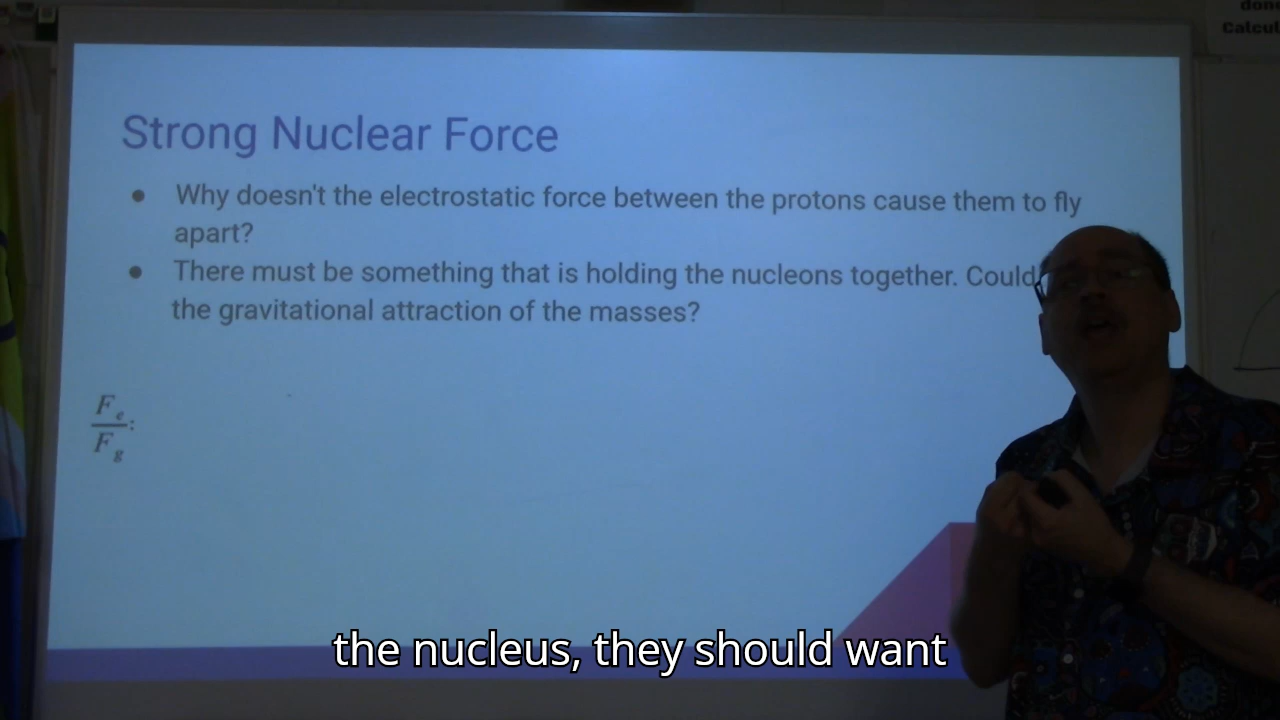 don
Calcu
Strong Nuclear Force
● Why doesn't the electrostatic force between the protons cause them to fly
apart?
● There must be something that is holding the nucleons together. Could
the gravitational attraction of the masses?
F_e
F_g :
the nucleus, they should want